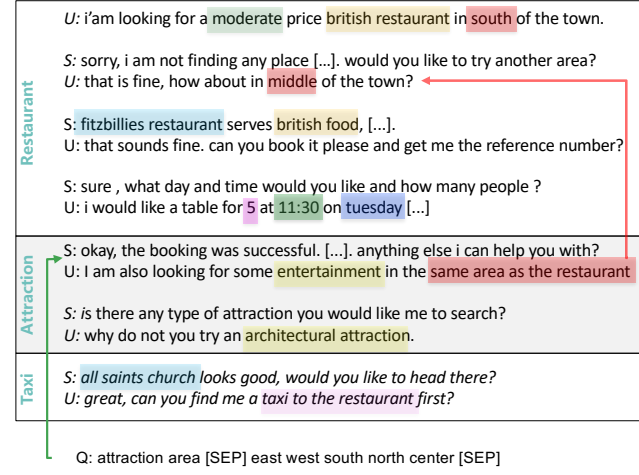 Restaurant
U: i'am looking for a moderate price british restaurant in south of the town.
S: sorry, i am not finding any place [...]. would you like to try another area?
U: that is fine, how about in middle of the town?
S: fitzbillies restaurant serves british food, [...].
U: that sounds fine. can you book it please and get me the reference number?
S: sure , what day and time would you like and how many people ?
U: i would like a table for 5 at 11:30 on tuesday [...]
Attraction
S: okay, the booking was successful. [...]. anything else i can help you with?
U: I am also looking for some entertainment in the same area as the restaurant
S: is there any type of attraction you would like me to search?
U: why do not you try an architectural attraction.
Taxi
S: all saints church looks good, would you like to head there?
U: great, can you find me a taxi to the restaurant first?
Q: attraction area [SEP] east west south north center [SEP]